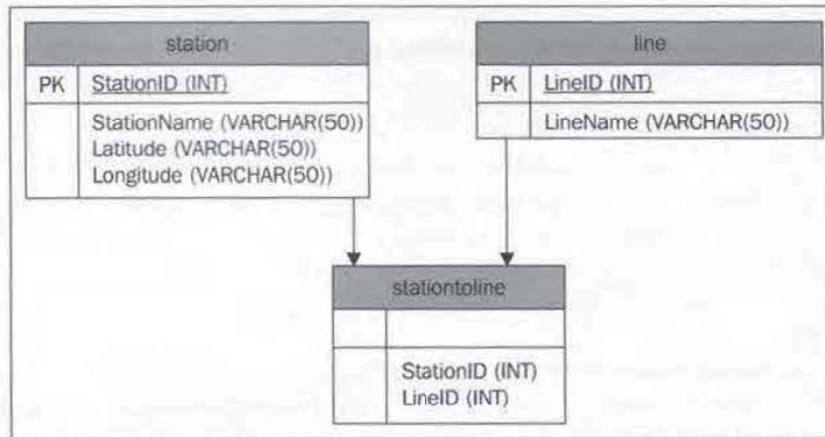 station
PK StationID (INT)
StationName (VARCHAR(50))
Latitude (VARCHAR(50))
Longitude (VARCHAR(50))
line
PK LineID (INT)
LineName (VARCHAR(50))
stationtoline
StationID (INT)
LineID (INT)